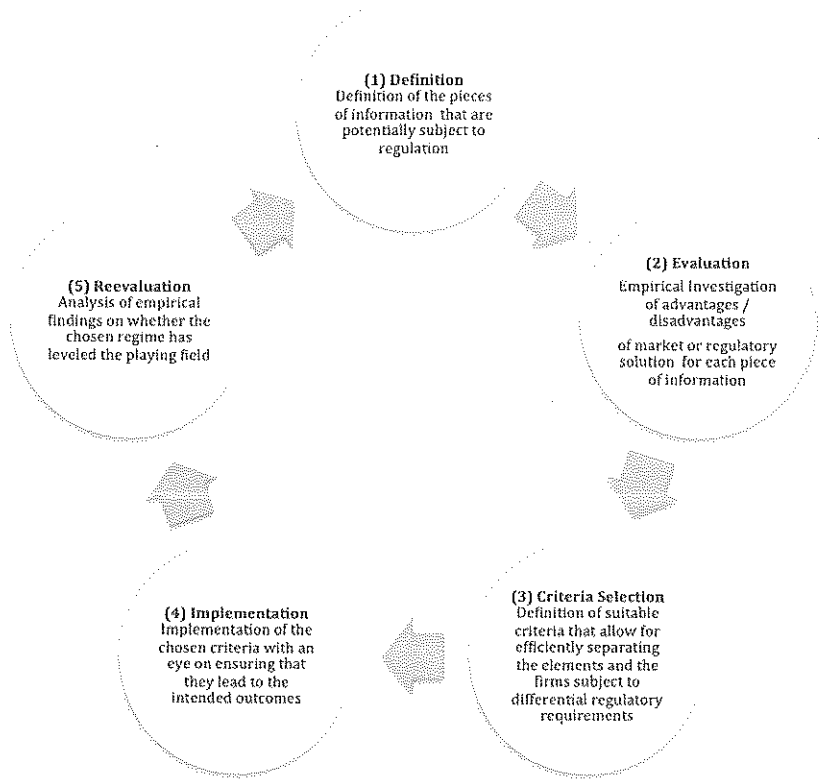 (1) Definition
Definition of the pieces
of information that are
potentially subject to
regulation
(2) Evaluation
Empirical Investigation
of advantages /
disadvantages
of market or regulatory
solution for each piece
of information
(3) Criteria Selection
Definition of suitable
criteria that allow for
efficiently separating
the elements and the
firms subject to
differential regulatory
requirements
(4) Implementation
Implementation of the
chosen criteria with an
eye on ensuring that
they lead to the
intended outcomes
(5) Reevaluation
Analysis of empirical
findings on whether the
chosen regime has
leveled the playing field